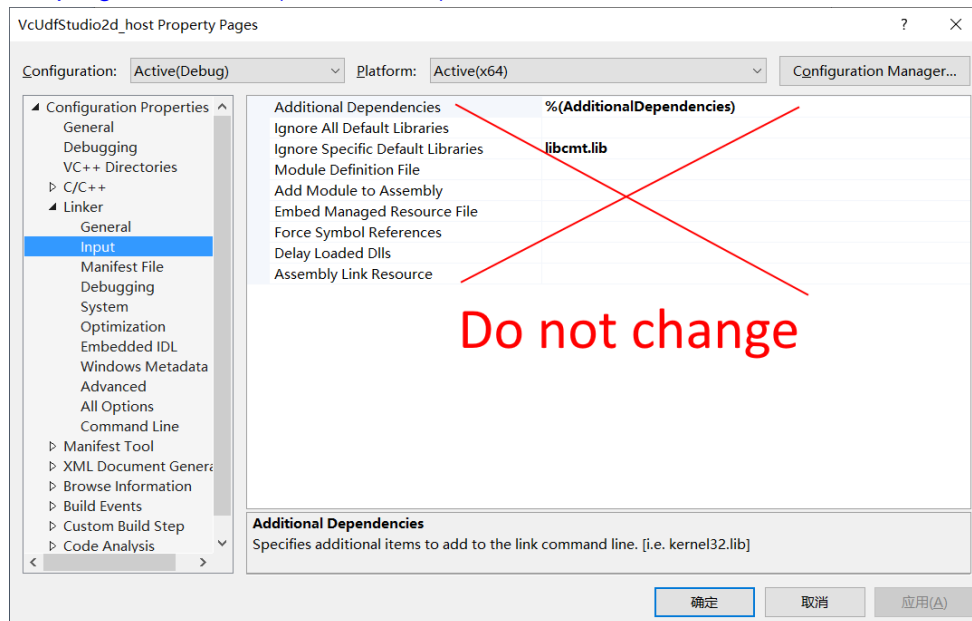 VcUdfStudio2d_host Property Pages ? ×
Configuration: Active(Debug) Platform: Active(x64) Configuration Manager...
Configuration Properties
General
Debugging
VC++ Directories
C/C++
Linker
General
Input
Manifest File
Debugging
System
Optimization
Embedded IDL
Windows Metadata
Advanced
All Options
Command Line
Manifest Tool
XML Document Genera
Browse Information
Build Events
Custom Build Step
Code Analysis
Additional Dependencies %(AdditionalDependencies)
Ignore All Default Libraries
Ignore Specific Default Libraries libcmt.lib
Module Definition File
Add Module to Assembly
Embed Managed Resource File
Force Symbol References
Delay Loaded Dlls
Assembly Link Resource
Do not change
Additional Dependencies
Specifies additional items to add to the link command line. [i.e. kernel32.lib]
确定 取消 应用(A)